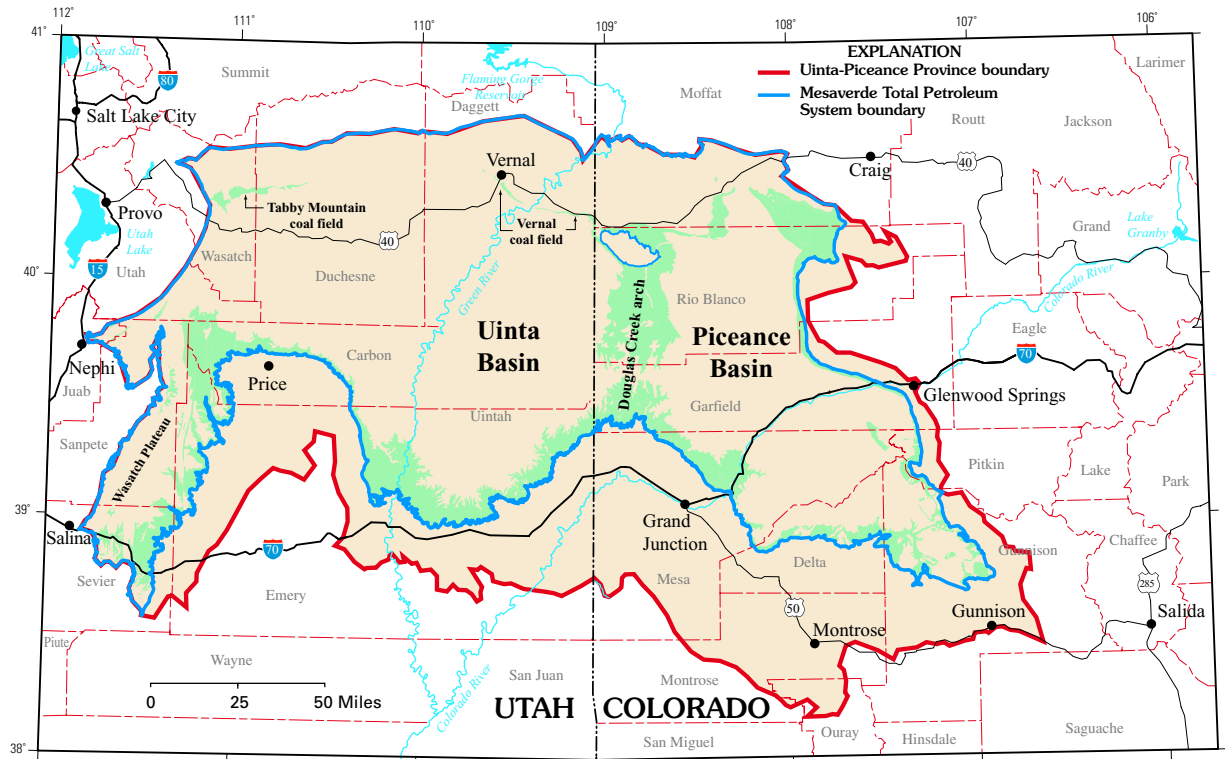 112°
111°
110°
109°
108°
107°
106°
41°
40°
39°
38°
EXPLANATION
Uinta-Piceance Province boundary
Mesaverde Total Petroleum
System boundary
Great Salt
Lake
80
Summit
Flaming Gorge
Reservoir
Daggett
Moffat
Larimer
Routt
Jackson
Salt Lake City
Vernal
Craig
40
Provo
Utah
Lake
Tabby Mountain
coal field
Vernal
coal field
40
Wasatch
Duchesne
Green River
Grand
Lake
Granby
Colorado River
15
Utah
Rio Blanco
Douglas Creek arch
Uinta
Basin
Piceance
Basin
Eagle
70
Nephi
Juab
Carbon
Price
Uintah
Garfield
Glenwood Springs
Sanpete
Wasatch Plateau
Pitkin
Lake
Park
Salina
Grand
Junction
Gunnison
Chaffee
Sevier
70
Emery
Mesa
Delta
285
50
Gunnison
Salida
Montrose
Piute
Wayne
San Juan
Montrose
Colorado River
0 25 50 Miles
UTAH COLORADO
San Miguel
Ouray
Hinsdale
Saguache